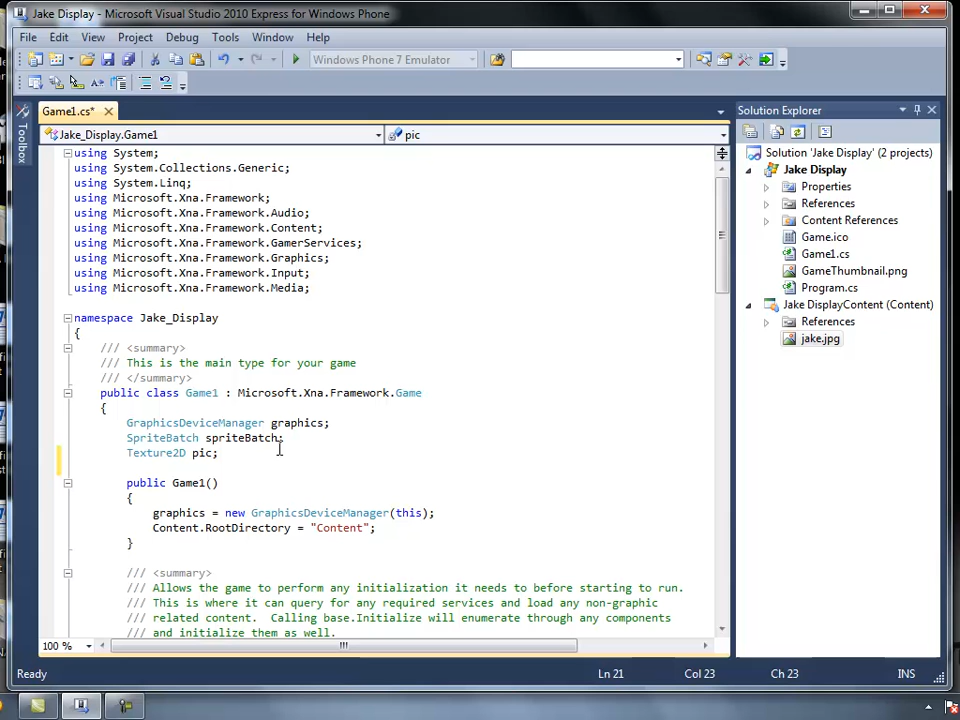 Jake Display - Microsoft Visual Studio 2010 Express for Windows Phone
File Edit View Project Debug Tools Window Help
Windows Phone 7 Emulator
Toolbox
Game1.cs*
Jake_Display.Game1
pic
using System;
using System.Collections.Generic;
using System.Linq;
using Microsoft.Xna.Framework;
using Microsoft.Xna.Framework.Audio;
using Microsoft.Xna.Framework.Content;
using Microsoft.Xna.Framework.GamerServices;
using Microsoft.Xna.Framework.Graphics;
using Microsoft.Xna.Framework.Input;
using Microsoft.Xna.Framework.Media;
namespace Jake_Display
{
/// <summary>
/// This is the main type for your game
/// </summary>
public class Game1 : Microsoft.Xna.Framework.Game
{
GraphicsDeviceManager graphics;
SpriteBatch spriteBatch;
Texture2D pic;
public Game1()
{
graphics = new GraphicsDeviceManager(this);
Content.RootDirectory = "Content";
}
/// <summary>
/// Allows the game to perform any initialization it needs to before starting to run.
/// This is where it can query for any required services and load any non-graphic
/// related content.  Calling base.Initialize will enumerate through any components
/// and initialize them as well.
100 %
Solution Explorer
Solution 'Jake Display' (2 projects)
Jake Display
Properties
References
Content References
Game.ico
Game1.cs
GameThumbnail.png
Program.cs
Jake DisplayContent (Content)
References
jake.jpg
Ready Ln 21 Col 23 Ch 23 INS